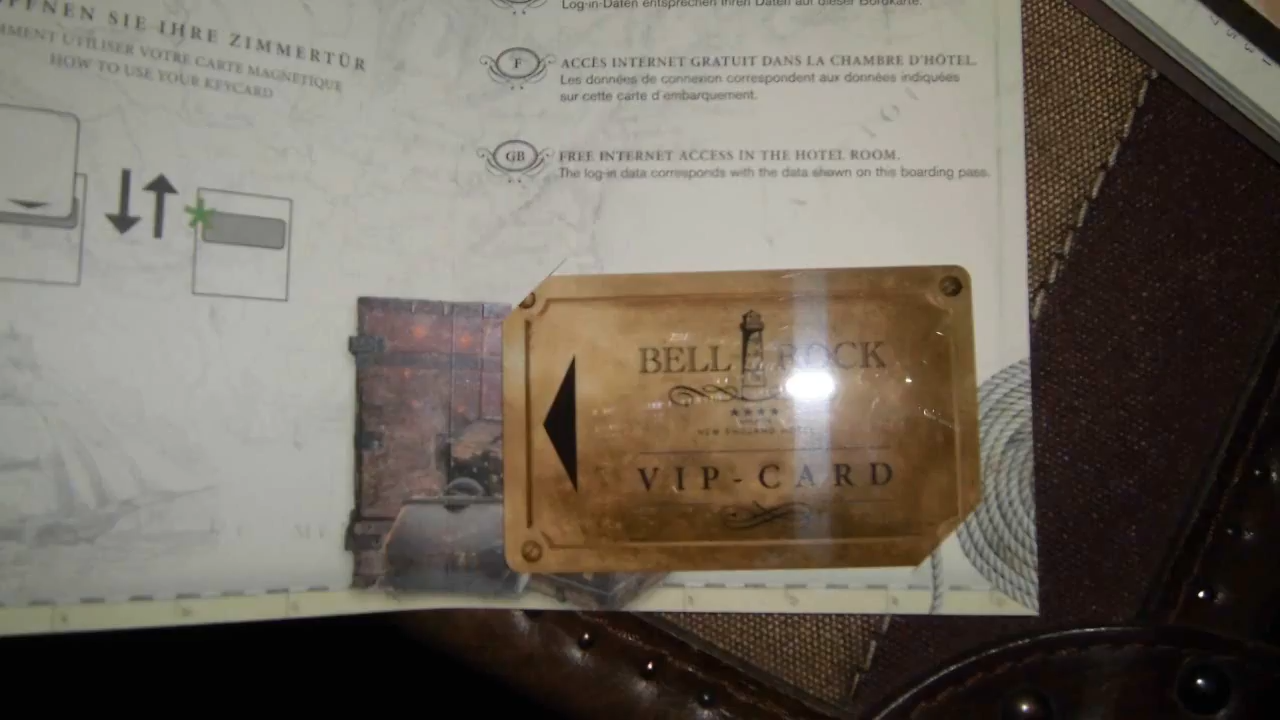 ÖFFNEN SIE IHRE ZIMMERTÜR
UTILISER VOTRE CARTE MAGNETIQUE
HOW TO USE YOUR KEYCARD
Log-in-Daten entsprechen Ihren Daten auf dieser Bordkarte.
F
ACCÈS INTERNET GRATUIT DANS LA CHAMBRE D'HÔTEL.
Les données de connexion correspondent aux données indiquées
sur cette carte d'embarquement.
GB
FREE INTERNET ACCESS IN THE HOTEL ROOM.
The log-in data corresponds with the data shown on this boarding pass.
BELL ROCK
NEW ENGLAND HOTEL
VIP-CARD